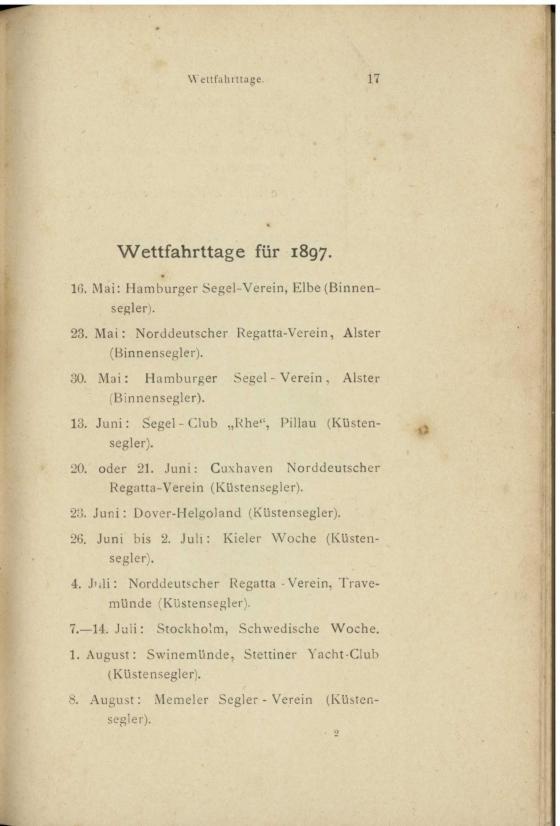 Wettfahrttage.
17
Wettfahrttage für 1897.
16. Mai: Hamburger Segel-Verein, Elbe (Binnen-
segler).
23. Mai: Norddeutscher Regatta-Verein, Alster
(Binnensegler).
30. Mai: Hamburger Segel-Verein, Alster
(Binnensegler).
13. Juni: Segel-Club „Rhe“, Pillau (Küsten-
segler).
20. oder 21. Juni: Cuxhaven Norddeutscher
Regatta-Verein (Küstensegler).
23. Juni: Dover-Helgoland (Küstensegler).
26. Juni bis 2. Juli: Kieler Woche (Küsten-
segler).
4. Juli: Norddeutscher Regatta-Verein, Trave-
münde (Küstensegler).
7.—14. Juli: Stockholm, Schwedische Woche.
1. August: Swinemünde, Stettiner Yacht-Club
(Küstensegler).
8. August: Memeler Segler-Verein (Küsten-
segler).
2